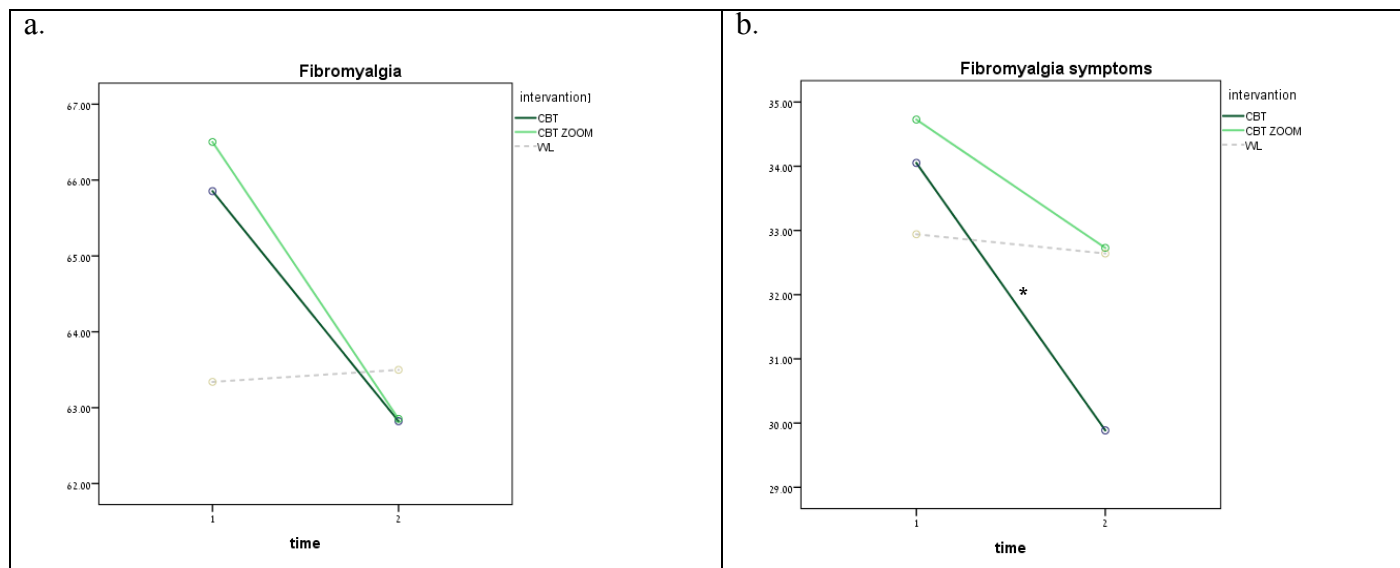 a.
Fibromyalgia
67.00
66.00
65.00
64.00
63.00
62.00
1
2
time
intervantion]
CBT
CBT ZOOM
WL
b.
Fibromyalgia symptoms
35.00
34.00
33.00
32.00
31.00
30.00
29.00
*
1
2
time
intervantion
CBT
CBT ZOOM
WL